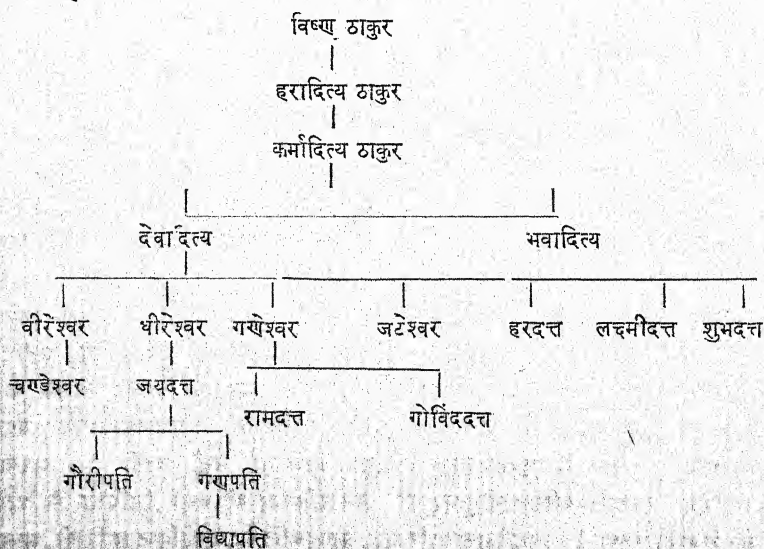 विष्णु ठाकुर
हरादित्य ठाकुर
कर्मादित्य ठाकुर
देवादित्य भवादित्य
वीरेश्वर धीरेश्वर गणेश्वर जटेश्वर हरदत्त लक्ष्मीदत्त शुभदत्त
चण्डेश्वर जयदत्त
रामदत्त गोविंददत्त
गौरीपति गणपति
विद्यापति